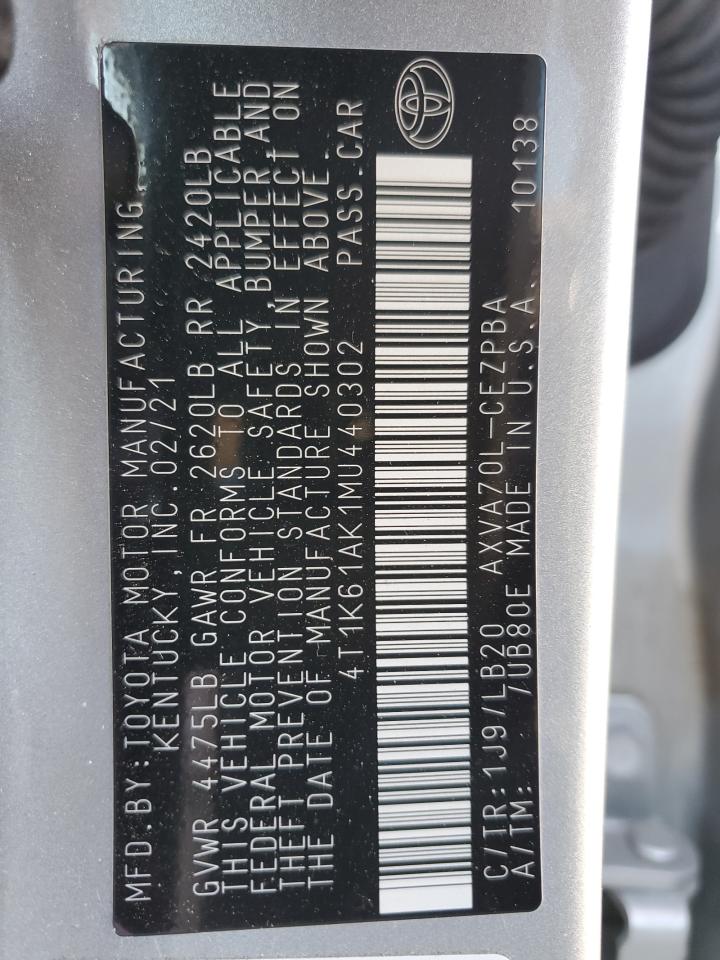 MFD.BY:TOYOTA MOTOR MANUFACTURING,
KENTUCKY,INC.02/21
GVWR 4475LB GAWR FR 2620LB RR 2420LB
THIS VEHICLE CONFORMS TO ALL APPLICABLE
FEDERAL MOTOR VEHICLE SAFETY,BUMPER,AND
THEFT PREVENTION STANDARDS IN EFFECT ON
THE DATE OF MANUFACTURE SHOWN ABOVE.
4T1K61AK1MU440302 PASS.CAR
C/TR:1J9/LB20 AXVA70L-CEZPBA
A/TM: /UB80E MADE IN U.S.A. 10138